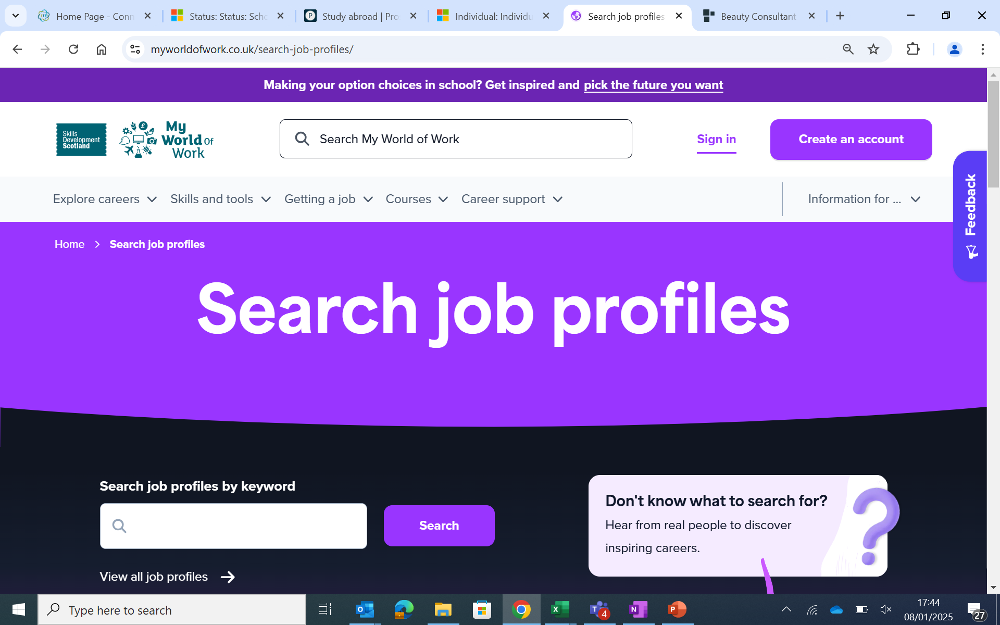 Home Page - Conn
Status: Status: Scho
Study abroad | Pro
Individual: Individu
Search job profiles
Beauty Consultant
myworldofwork.co.uk/search-job-profiles/
Making your option choices in school? Get inspired and pick the future you want
Skills
Development
Scotland
My
World Of
Work
Search My World of Work
Sign in
Create an account
Explore careers
Skills and tools
Getting a job
Courses
Career support
Information for ...
Feedback
Home > Search job profiles
Search job profiles
Search job profiles by keyword
Search
View all job profiles
Don't know what to search for?
Hear from real people to discover
inspiring careers.
Type here to search
4
17:44
08/01/2025
27